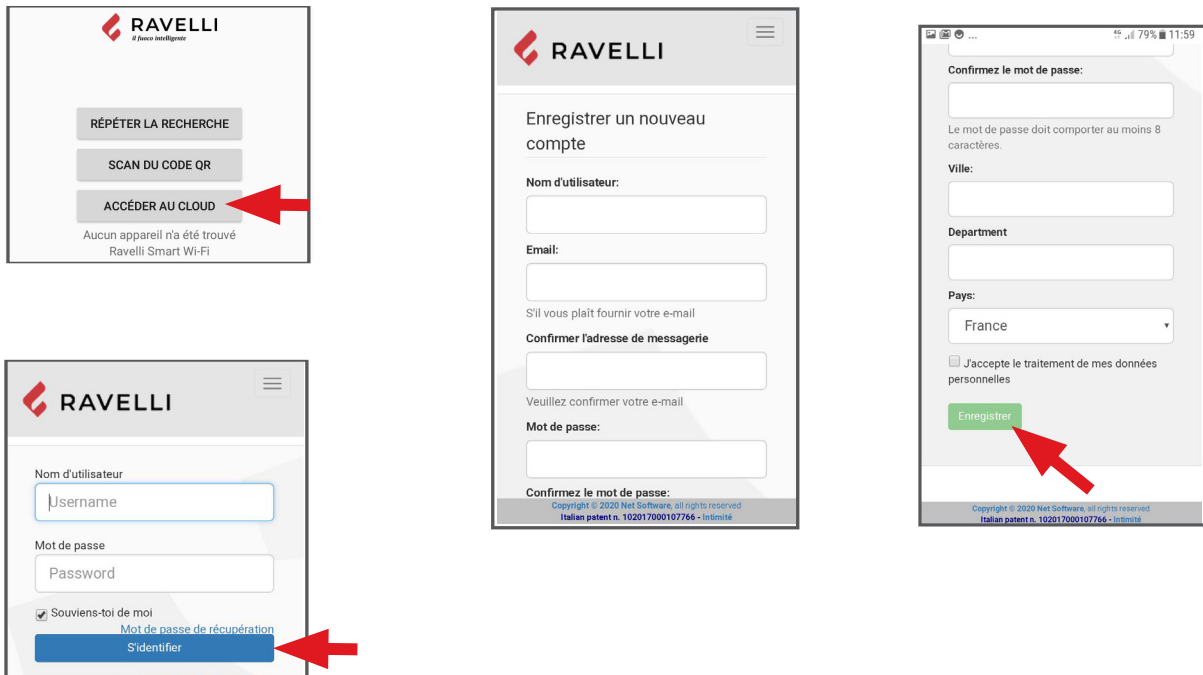 RAVELLI
il fuoco intelligente
RÉPÉTER LA RECHERCHE
SCAN DU CODE QR
ACCÉDER AU CLOUD
Aucun appareil n'a été trouvé
Ravelli Smart Wi-Fi
RAVELLI
Nom d'utilisateur
Username
Mot de passe
Password
Souviens-toi de moi
Mot de passe de récupération
S'identifier
RAVELLI
Enregistrer un nouveau
compte
Nom d'utilisateur:
Email:
S'il vous plaît fournir votre e-mail
Confirmer l'adresse de messagerie
Veuillez confirmer votre e-mail
Mot de passe:
Confirmez le mot de passe:
Copyright © 2020 Net Software, all rights reserved
Italian patent n. 102017000107766 - Intimité
... 4G 79% 11:59
Confirmez le mot de passe:
Le mot de passe doit comporter au moins 8
caractères.
Ville:
Department
Pays:
France
J'accepte le traitement de mes données
personnelles
Enregistrer
Copyright © 2020 Net Software, all rights reserved
Italian patent n. 102017000107766 - Intimité